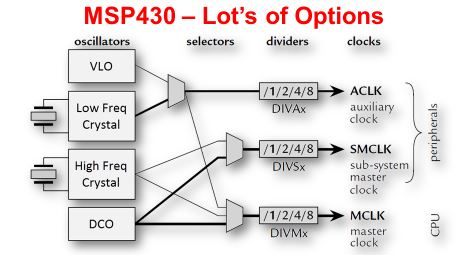 MSP430 – Lot's of Options
oscillators selectors dividers clocks
VLO
Low Freq
Crystal
High Freq
Crystal
DCO
/1/2/4/8
DIVAx
/1/2/4/8
DIVSx
/1/2/4/8
DIVMx
ACLK
auxiliary
clock
SMCLK
sub-system
master
clock
MCLK
master
clock
peripherals
CPU